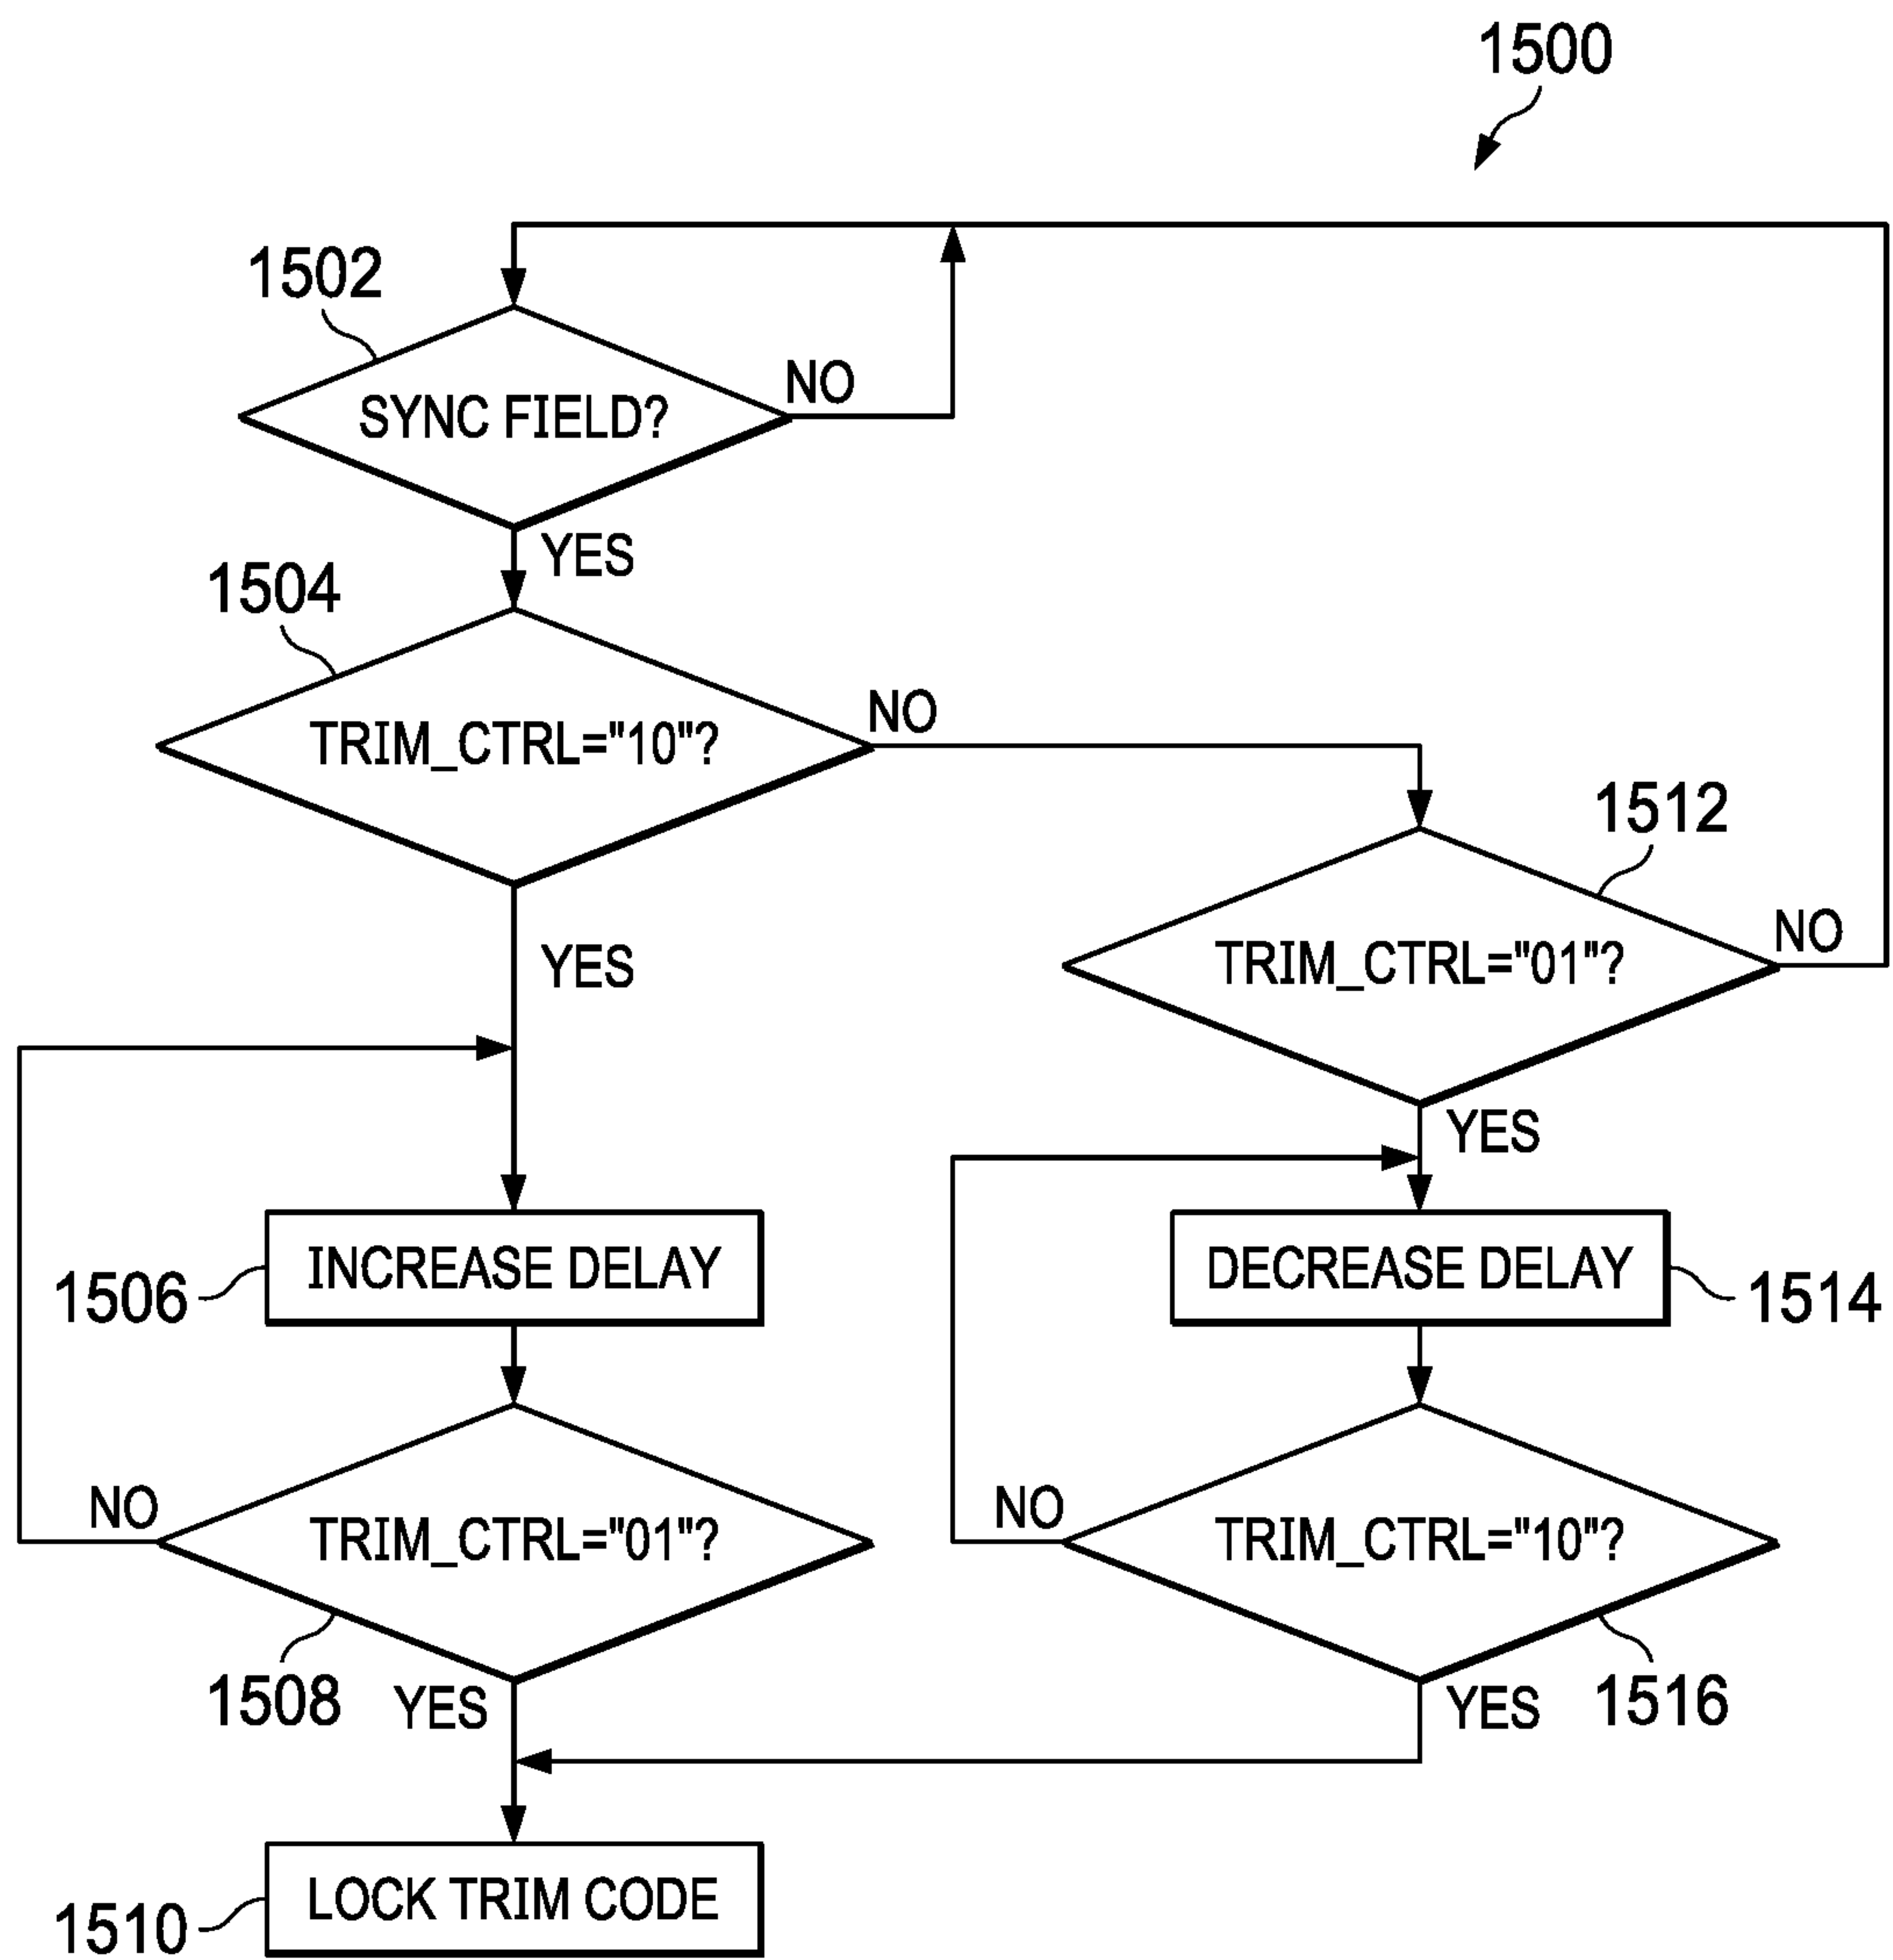 1500
1502
SYNC FIELD?
NO
YES
1504
TRIM_CTRL="10"?
NO
1512
TRIM_CTRL="01"?
NO
YES
YES
1506
INCREASE DELAY
DECREASE DELAY
1514
NO
TRIM_CTRL="01"?
NO
TRIM_CTRL="10"?
1508
YES
YES
1516
1510
LOCK TRIM CODE